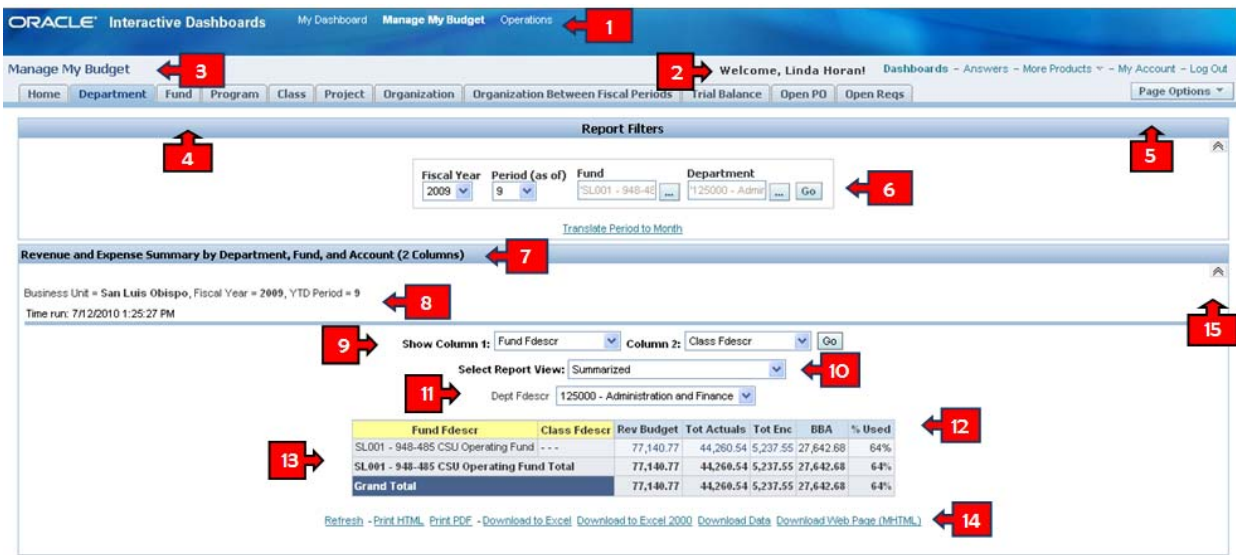 ORACLE Interactive Dashboards My Dashboard Manage My Budget Operations 1
Manage My Budget 3 2 Welcome, Linda Horan! Dashboards - Answers - More Products - My Account - Log Out
Home Department Fund Program Class Project Organization Organization Between Fiscal Periods Trial Balance Open PO Open Reqs Page Options
Report Filters
4 5
Fiscal Year Period (as of) Fund Department
2009 9 'SL001 - 948-48 ... '125000 - Admin ... Go 6
Translate Period to Month
Revenue and Expense Summary by Department, Fund, and Account (2 Columns) 7
Business Unit = San Luis Obispo, Fiscal Year = 2009, YTD Period = 9 8
Time run: 7/12/2010 1:25:27 PM 15
9 Show Column 1: Fund Fdescr Column 2: Class Fdescr Go
Select Report View: Summarized 10
11 Dept Fdescr 125000 - Administration and Finance
Fund Fdescr Class Fdescr Rev Budget Tot Actuals Tot Enc BBA % Used 12
SL001 - 948-485 CSU Operating Fund - - - 77,140.77 44,260.54 5,237.55 27,642.68 64%
13 SL001 - 948-485 CSU Operating Fund Total 77,140.77 44,260.54 5,237.55 27,642.68 64%
Grand Total 77,140.77 44,260.54 5,237.55 27,642.68 64%
Refresh - Print HTML Print PDF - Download to Excel Download to Excel 2000 Download Data Download Web Page (MHTML) 14